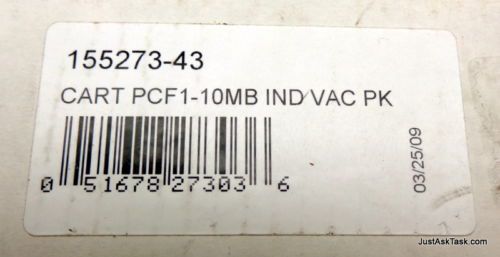 155273-43
CART PCF1-10MB IND VAC PK
0 51678 27303 6
03/25/09
JustAskTask.com